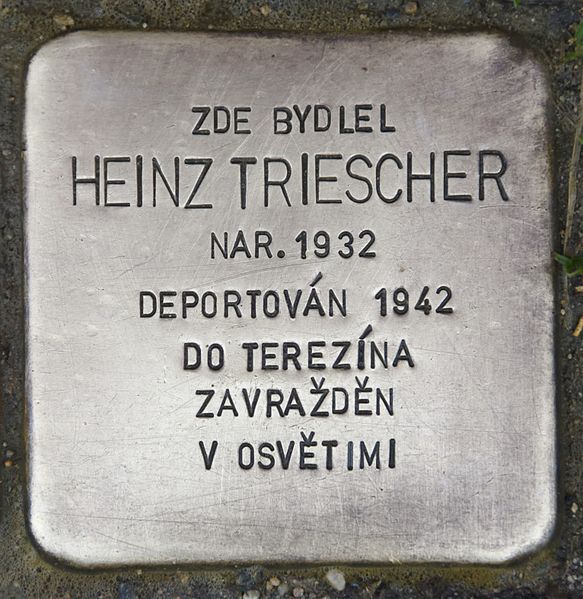 ZDE BYDLEL
HEINZ TRIESCHER
NAR. 1932
DEPORTOVÁN 1942
DO TEREZÍNA
ZAVRAŽDĚN
V OSVĚTIMI